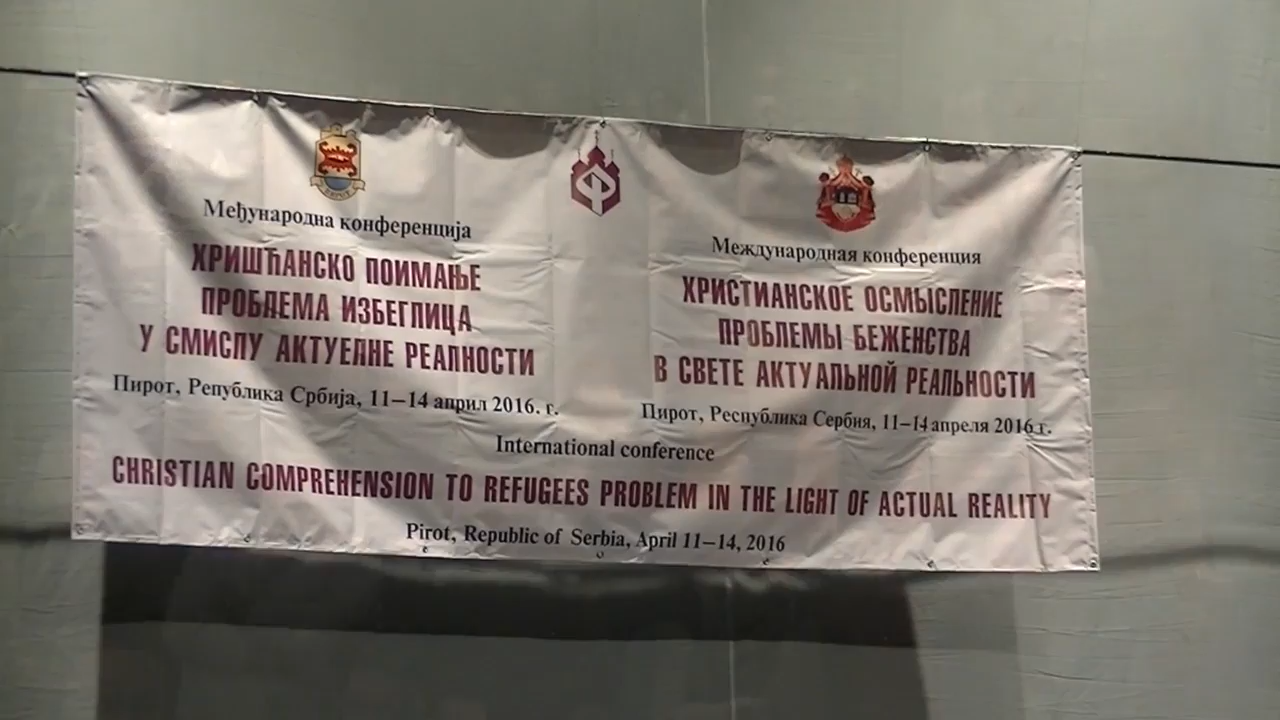 Међународна конференција
ХРИШЋАНСКО ПОИМАЊЕ
ПРОБЛЕМА ИЗБЕГЛИЦА
У СМИСЛУ АКТУЕЛНЕ РЕАЛНОСТИ
Пирот, Република Србија, 11–14 април 2016. г.
Международная конференция
ХРИСТИАНСКОЕ ОСМЫСЛЕНИЕ
ПРОБЛЕМЫ БЕЖЕНСТВА
В СВЕТЕ АКТУАЛЬНОЙ РЕАЛЬНОСТИ
Пирот, Республика Сербия, 11–14 апреля 2016 г.
International conference
CHRISTIAN COMPREHENSION TO REFUGEES PROBLEM IN THE LIGHT OF ACTUAL REALITY
Pirot, Republic of Serbia, April 11–14, 2016